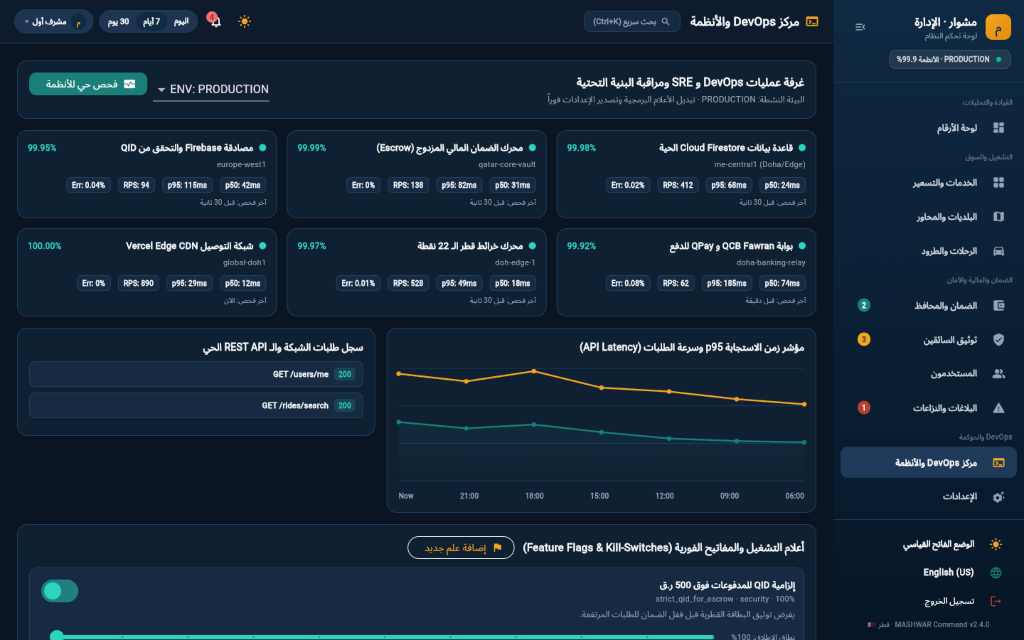 م
مشوار · الإدارة
لوحة تحكم النظام
PRODUCTION · الأنظمة 99.9%
القيادة والتحليلات
لوحة الأرقام
التشغيل والسوق
الخدمات والتسعير
البلديات والمحاور
الرحلات والطرود
الضمان والمالية والأمان
الضمان والمحافظ
2
توثيق السائقين
3
المستخدمون
البلاغات والنزاعات
1
DevOps والحوكمة
مركز DevOps والأنظمة
الإعدادات
الوضع الفاتح القياسي
English (US)
تسجيل الخروج
MASHWAR Command v2.4.0 · قطر
مركز DevOps والأنظمة
بحث سريع (Ctrl+K)
4
اليوم
7 أيام
30 يوم
م
مشرف أول
غرفة عمليات DevOps و SRE ومراقبة البنية التحتية
البيئة النشطة: PRODUCTION · تبديل الأعلام البرمجية وتصدير الإعدادات فوراً
ENV: PRODUCTION
فحص حي للأنظمة
قاعدة بيانات Cloud Firestore الحية
99.98%
me-central1 (Doha/Edge)
p50: 24ms
p95: 68ms
RPS: 412
Err: 0.02%
آخر فحص: قبل 30 ثانية
محرك الضمان المالي المزدوج (Escrow)
99.99%
qatar-core-vault
p50: 31ms
p95: 82ms
RPS: 138
Err: 0%
آخر فحص: قبل 30 ثانية
مصادقة Firebase والتحقق من QID
99.95%
europe-west1
p50: 42ms
p95: 115ms
RPS: 94
Err: 0.04%
آخر فحص: قبل 30 ثانية
بوابة QCB Fawran و QPay للدفع
99.92%
doha-banking-relay
p50: 74ms
p95: 185ms
RPS: 62
Err: 0.08%
آخر فحص: قبل دقيقة
محرك خرائط قطر الـ 22 نقطة
99.97%
doh-edge-1
p50: 18ms
p95: 49ms
RPS: 528
Err: 0.01%
آخر فحص: قبل 30 ثانية
شبكة التوصيل Vercel Edge CDN
100.00%
global-doh1
p50: 12ms
p95: 29ms
RPS: 890
Err: 0%
آخر فحص: الآن
مؤشر زمن الاستجابة p95 وسرعة الطلبات (API Latency)
Now
21:00
18:00
15:00
12:00
09:00
06:00
سجل طلبات الشبكة والـ REST API الحي
200
GET /users/me
200
GET /rides/search
أعلام التشغيل والمفاتيح الفورية (Feature Flags & Kill-Switches)
إضافة علم جديد
إلزامية QID للمدفوعات فوق 500 ر.ق
strict_qid_for_escrow · security · 100%
يفرض توثيق البطاقة القطرية قبل قفل الضمان للطلبات المرتفعة.
نطاق الإطلاق: 100%